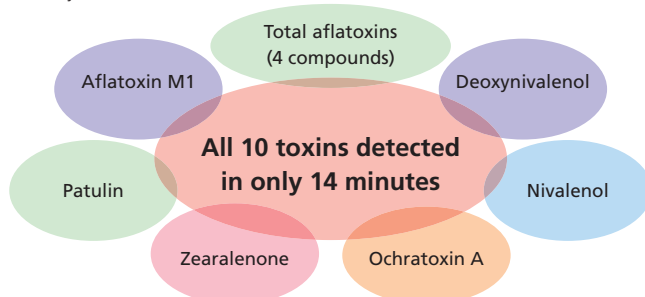 Total aflatoxins
(4 compounds)
Aflatoxin M1
Deoxynivalenol
All 10 toxins detected
in only 14 minutes
Patulin
Nivalenol
Zearalenone
Ochratoxin A